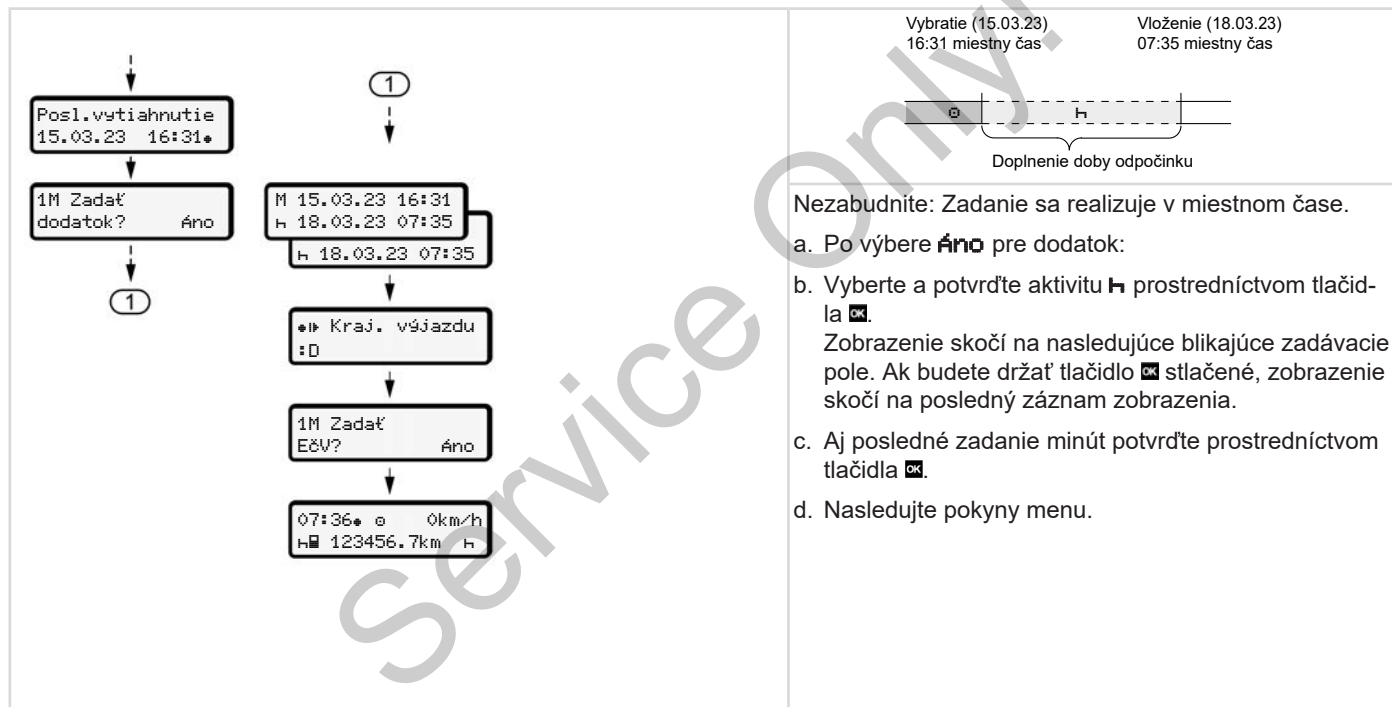 Posl.vytiahnutie
15.03.23 16:31
1M Zadať
dodatok? Áno
1
1
M 15.03.23 16:31
18.03.23 07:35
18.03.23 07:35
Kraj. výjazdu
:D
1M Zadať
EčV? Áno
07:36 0km/h
123456.7km
Vybratie (15.03.23)
16:31 miestny čas
Vloženie (18.03.23)
07:35 miestny čas
Doplnenie doby odpočinku
Nezabudnite: Zadanie sa realizuje v miestnom čase.
a. Po výbere Áno pre dodatok:
b. Vyberte a potvrďte aktivitu prostredníctvom tlačid-
la OK.
Zobrazenie skočí na nasledujúce blikajúce zadávacie
pole. Ak budete držať tlačidlo OK stlačené, zobrazenie
skočí na posledný záznam zobrazenia.
c. Aj posledné zadanie minút potvrďte prostredníctvom
tlačidla OK.
d. Nasledujte pokyny menu.
Service Only!